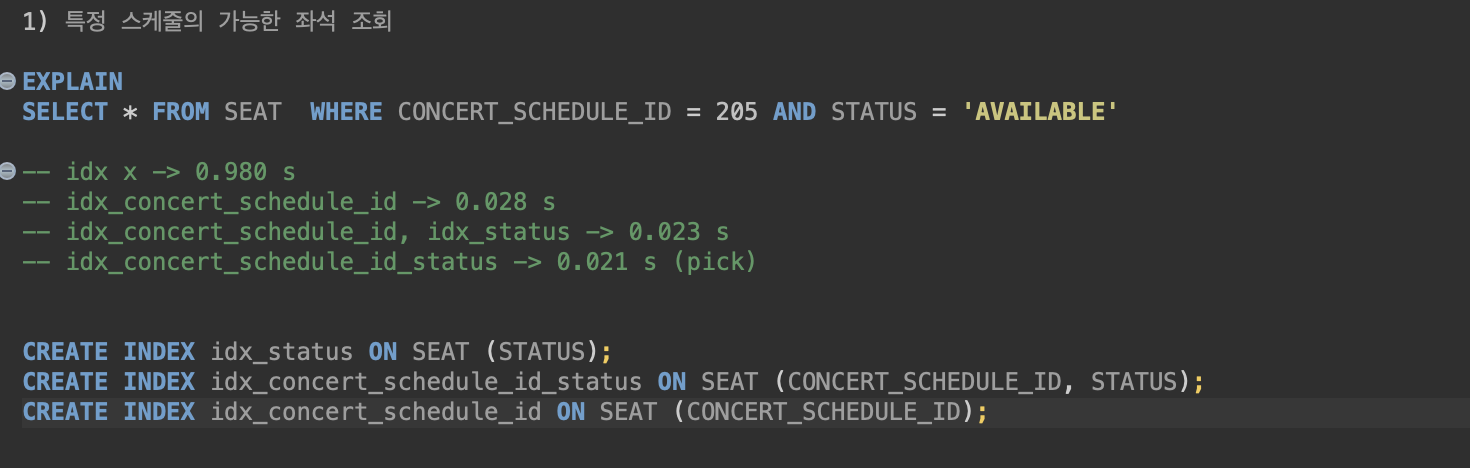 1) 특정 스케줄의 가능한 좌석 조회
EXPLAIN
SELECT * FROM SEAT  WHERE CONCERT_SCHEDULE_ID = 205 AND STATUS = 'AVAILABLE'
-- idx x -> 0.980 s
-- idx_concert_schedule_id -> 0.028 s
-- idx_concert_schedule_id, idx_status -> 0.023 s
-- idx_concert_schedule_id_status -> 0.021 s (pick)
CREATE INDEX idx_status ON SEAT (STATUS);
CREATE INDEX idx_concert_schedule_id_status ON SEAT (CONCERT_SCHEDULE_ID, STATUS);
CREATE INDEX idx_concert_schedule_id ON SEAT (CONCERT_SCHEDULE_ID);